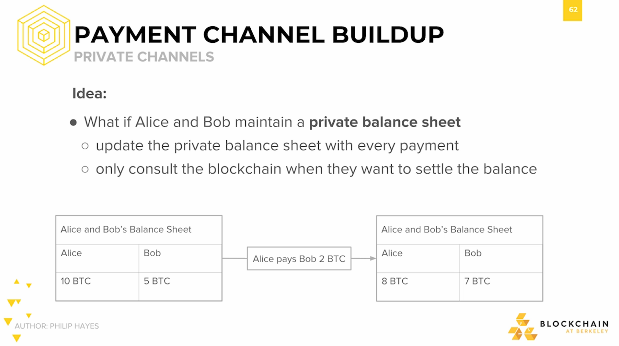 62
PAYMENT CHANNEL BUILDUP
PRIVATE CHANNELS
Idea:
● What if Alice and Bob maintain a private balance sheet
○ update the private balance sheet with every payment
○ only consult the blockchain when they want to settle the balance
Alice and Bob's Balance Sheet
Alice Bob
10 BTC 5 BTC
Alice pays Bob 2 BTC
Alice and Bob's Balance Sheet
Alice Bob
8 BTC 7 BTC
AUTHOR: PHILIP HAYES
BLOCKCHAIN
AT BERKELEY